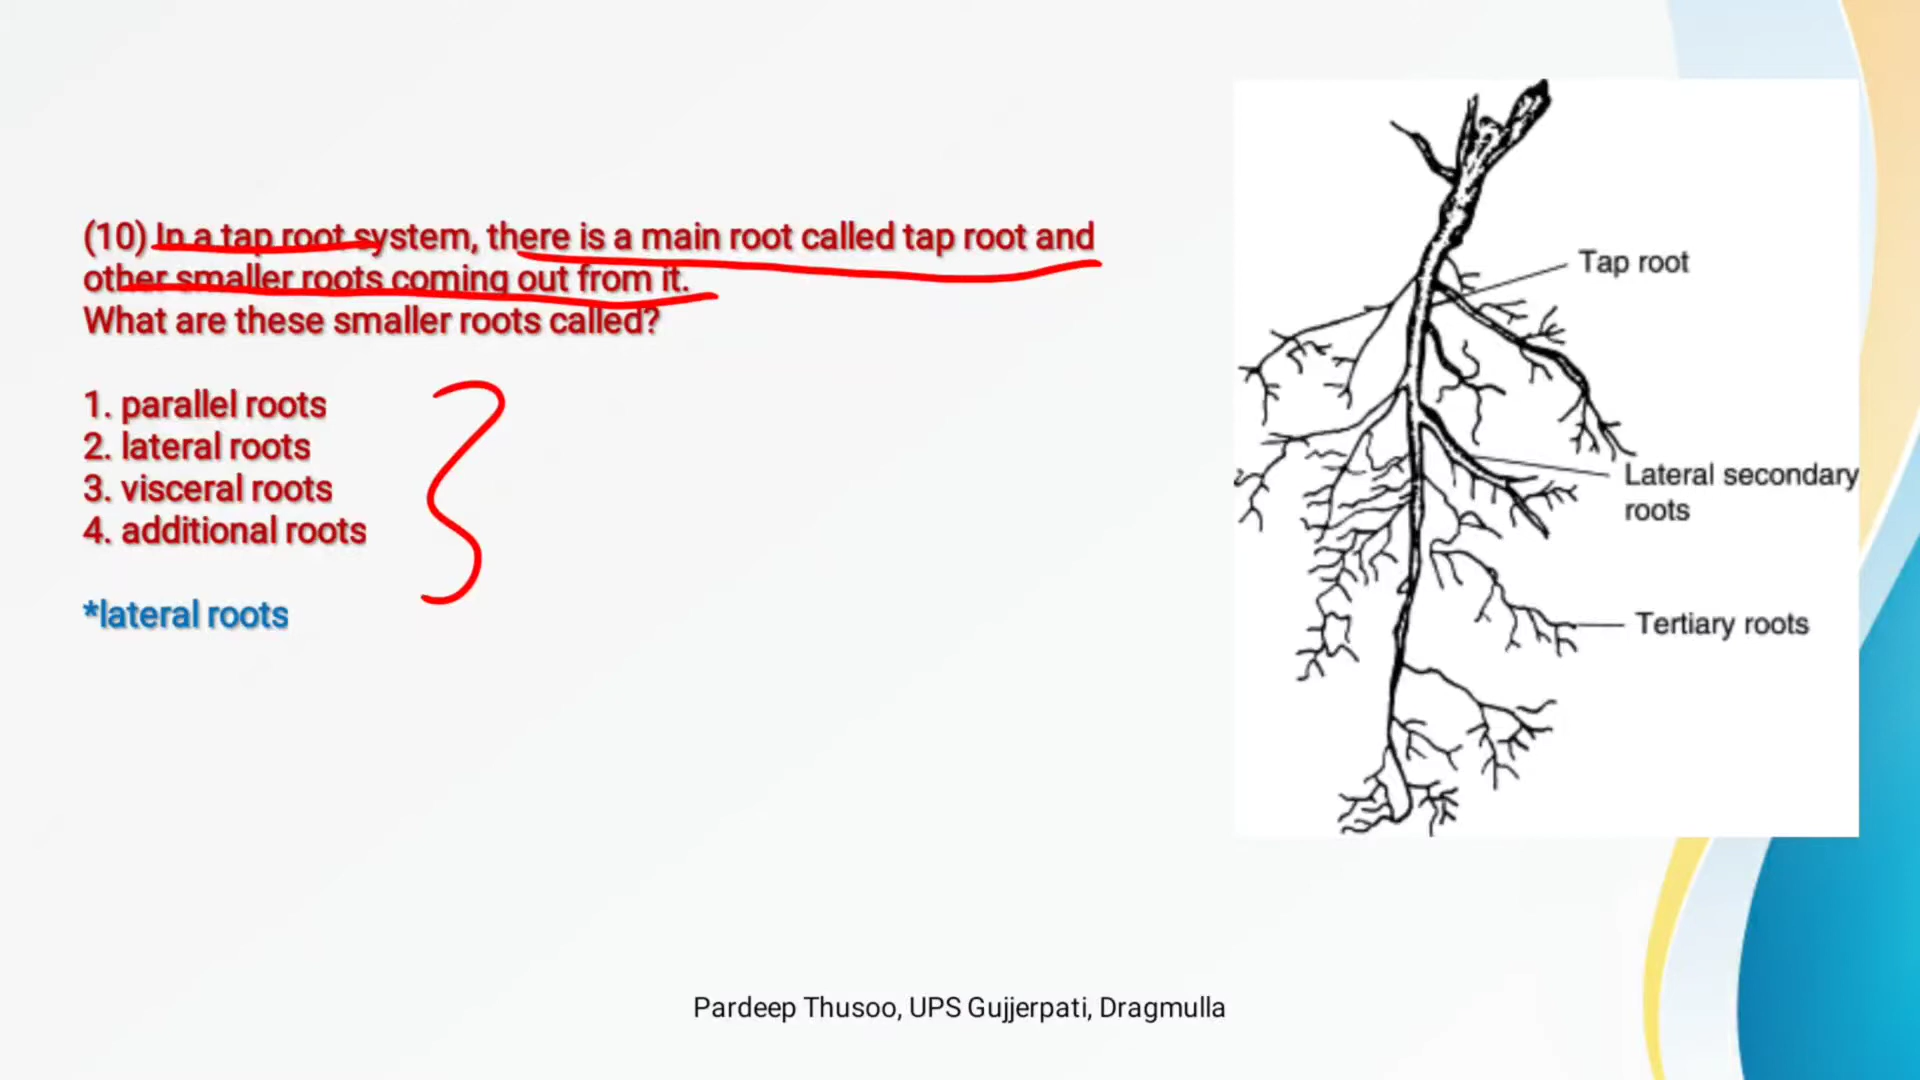 (10) In a tap root system, there is a main root called tap root and
other smaller roots coming out from it.
What are these smaller roots called?
1. parallel roots
2. lateral roots
3. visceral roots
4. additional roots
*lateral roots
Tap root
Lateral secondary
roots
Tertiary roots
Pardeep Thusoo, UPS Gujjerpati, Dragmulla